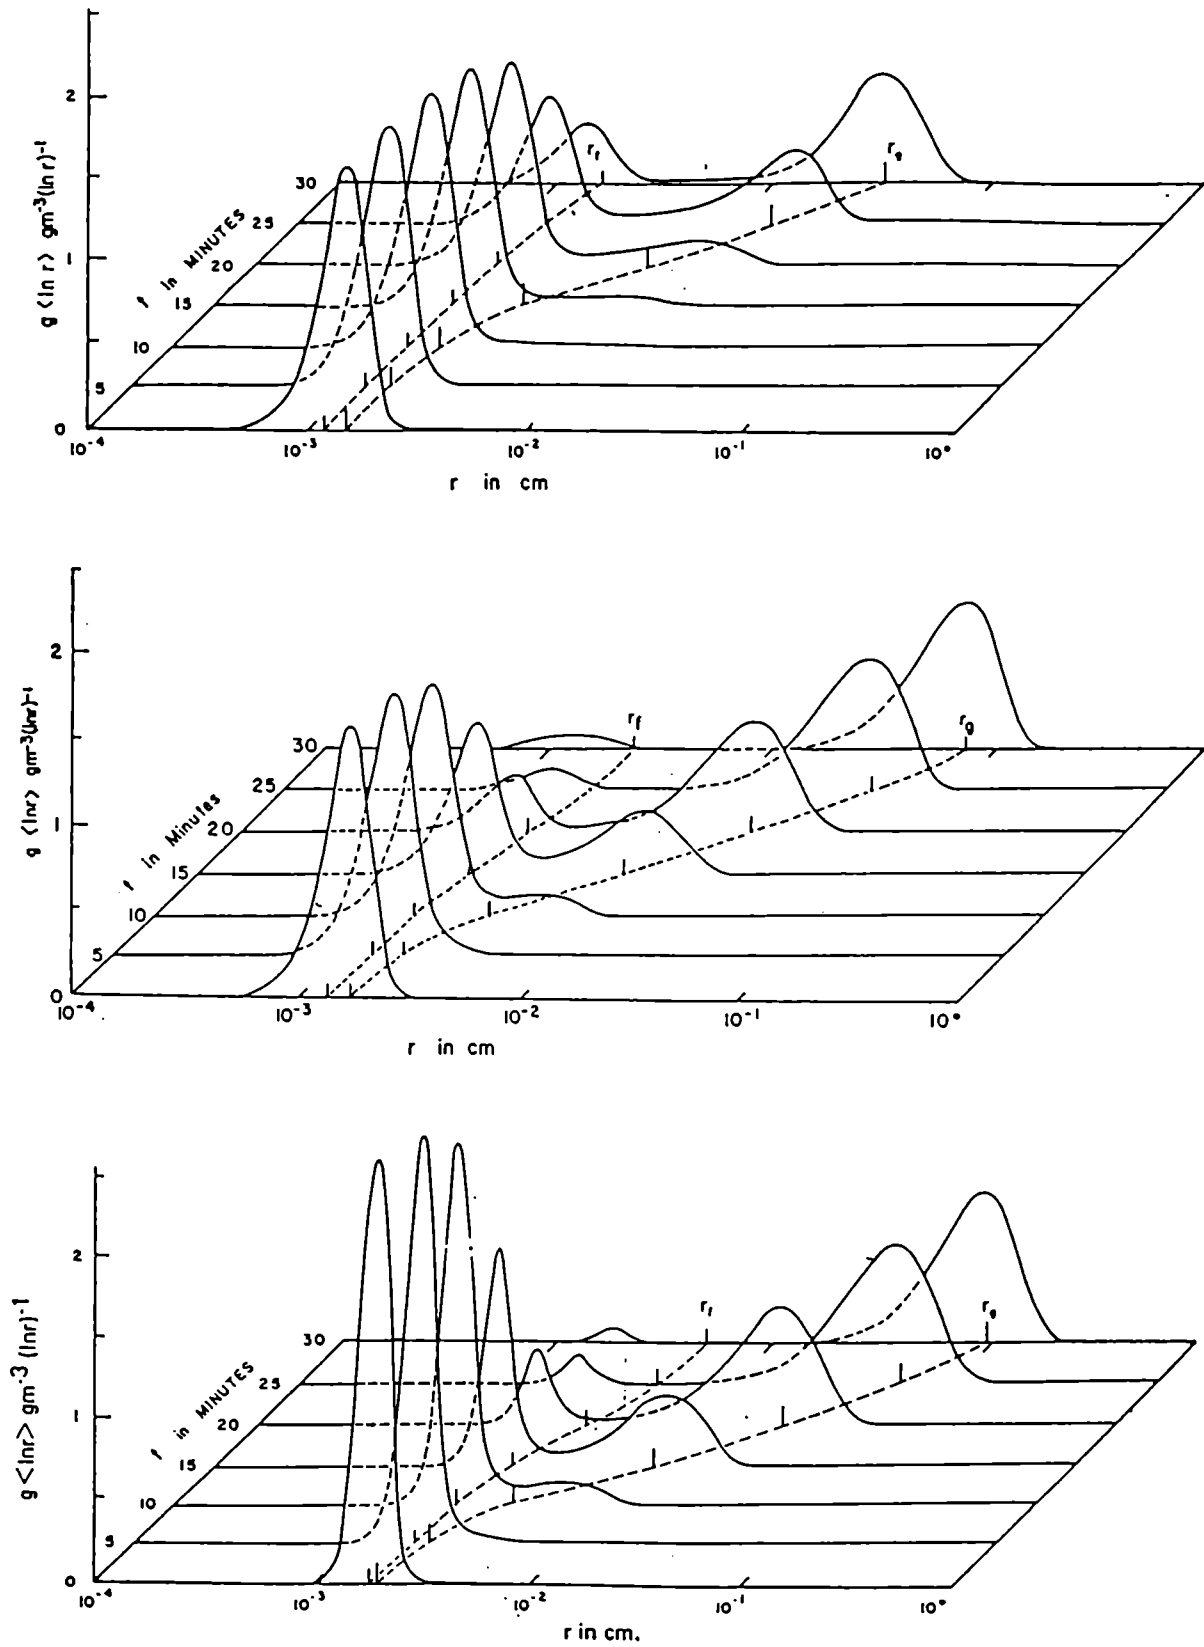 2
1
0
g <ln r> gm⁻³(ln r)⁻¹
t in MINUTES
30
25
20
15
10
5
r_f
r_g
10⁻⁴
10⁻³
10⁻²
10⁻¹
10⁰
r in cm
2
1
0
g <lnr> gm⁻³(lnr)⁻¹
t in Minutes
30
25
20
15
10
5
r_f
r_g
10⁻⁴
10⁻³
10⁻²
10⁻¹
10⁰
r in cm
2
1
0
g <lnr> gm⁻³ (lnr)⁻¹
t in MINUTES
30
25
20
15
10
5
r_f
r_g
10⁻⁴
10⁻³
10⁻²
10⁻¹
10⁰
r in cm.